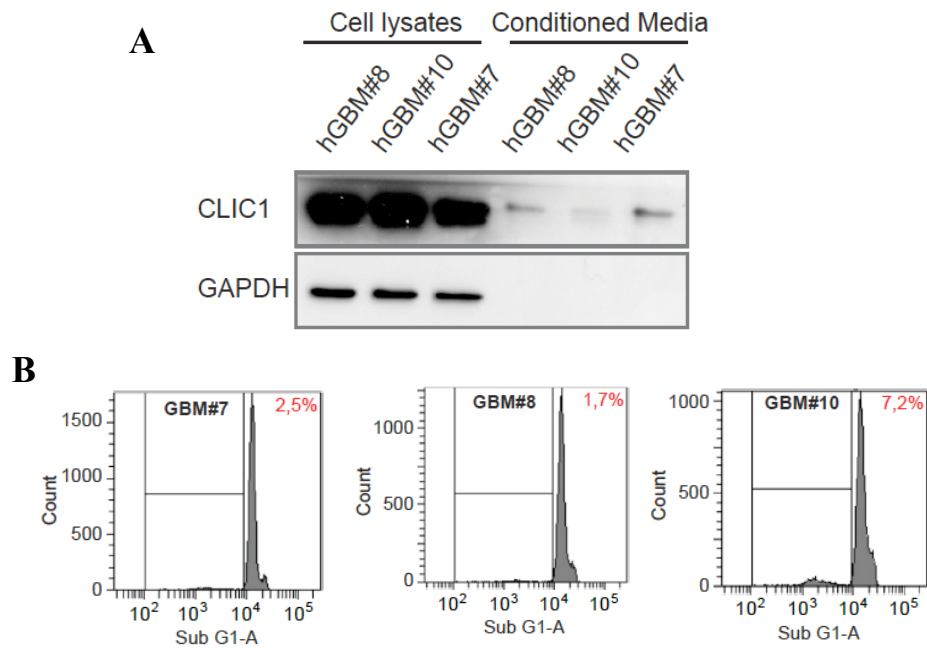 A
Cell lysates Conditioned Media
hGBM#8 hGBM#10 hGBM#7 hGBM#8 hGBM#10 hGBM#7
CLIC1
GAPDH
B
GBM#7 2,5%
1500
1000
500
0
Count
10² 10³ 10⁴ 10⁵
Sub G1-A
GBM#8 1,7%
1000
500
0
Count
10² 10³ 10⁴ 10⁵
Sub G1-A
GBM#10 7,2%
1000
500
0
Count
10² 10³ 10⁴ 10⁵
Sub G1-A